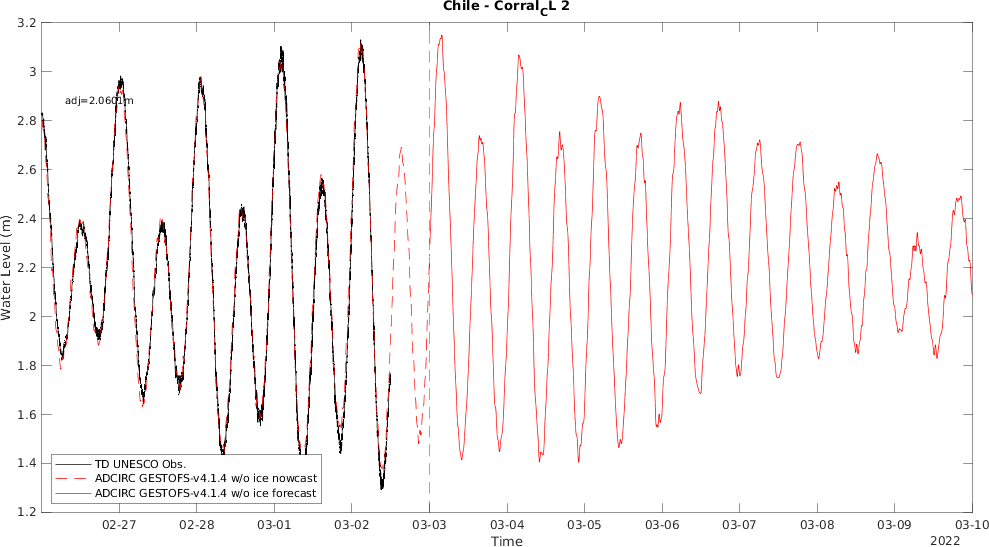 Chile - CorralCL 2
3.2
3
2.8
2.6
2.4
2.2
2
1.8
1.6
1.4
1.2
Water Level (m)
adj=2.0601m
TD UNESCO Obs.
ADCIRC GESTOFS-v4.1.4 w/o ice nowcast
ADCIRC GESTOFS-v4.1.4 w/o ice forecast
02-27 02-28 03-01 03-02 03-03 03-04 03-05 03-06 03-07 03-08 03-09 03-10
Time
2022